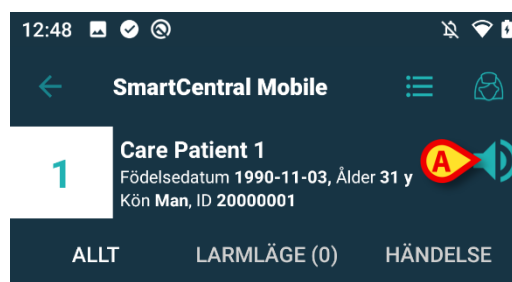 12:48
SmartCentral Mobile
1
Care Patient 1
Födelsedatum 1990-11-03, Ålder 31 y
Kön Man, ID 20000001
A
ALLT LARMLÄGE (0) HÄNDELSE